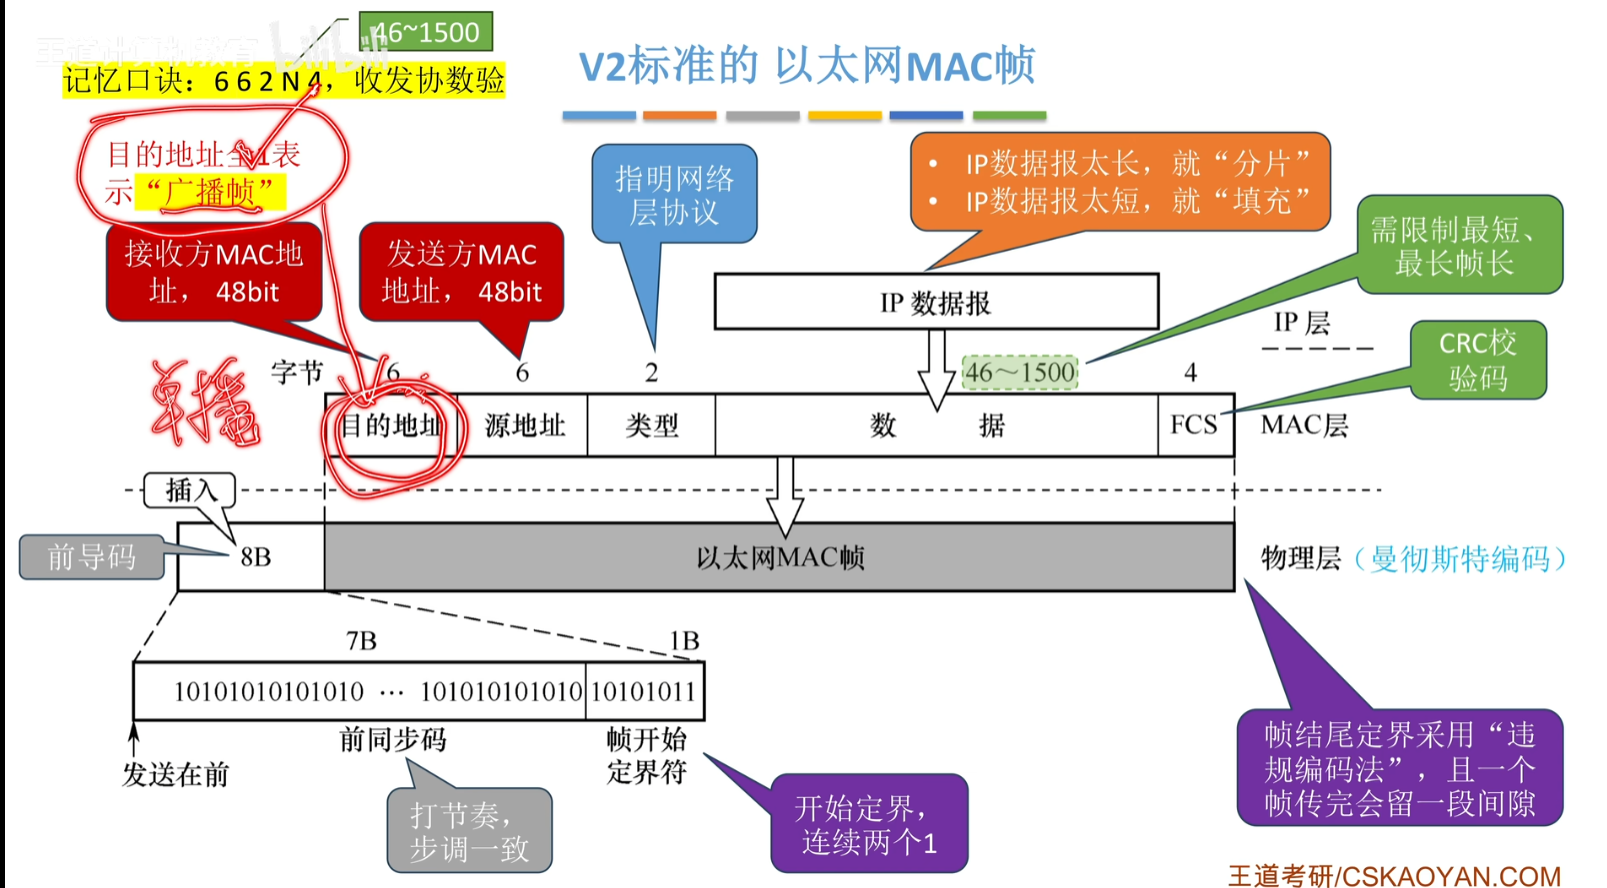 王道计算机教育 bilibili
46~1500
记忆口诀：6 6 2 N 4，收发协数验
V2标准的 以太网MAC帧
目的地址全1表
示“广播帧”
指明网络
层协议
• IP数据报太长，就“分片”
• IP数据报太短，就“填充”
需限制最短、
最长帧长
接收方MAC地
址， 48bit
发送方MAC
地址， 48bit
IP 数据报
IP 层
CRC校
验码
字节
6
6
2
46～1500
4
单播
目的地址
源地址
类型
数 据
FCS
MAC层
插入
前导码
8B
以太网MAC帧
物理层（曼彻斯特编码）
7B
1B
10101010101010 … 101010101010
10101011
前同步码
帧开始
定界符
发送在前
打节奏，
步调一致
开始定界，
连续两个1
帧结尾定界采用“违
规编码法”，且一个
帧传完会留一段间隙
王道考研/CSKAOYAN.COM